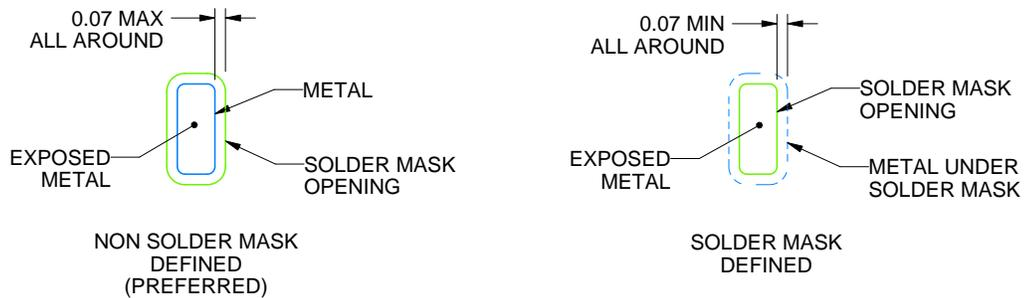 0.07 MAX
ALL AROUND
METAL
EXPOSED
METAL
SOLDER MASK
OPENING
NON SOLDER MASK
DEFINED
(PREFERRED)
0.07 MIN
ALL AROUND
SOLDER MASK
OPENING
EXPOSED
METAL
METAL UNDER
SOLDER MASK
SOLDER MASK
DEFINED